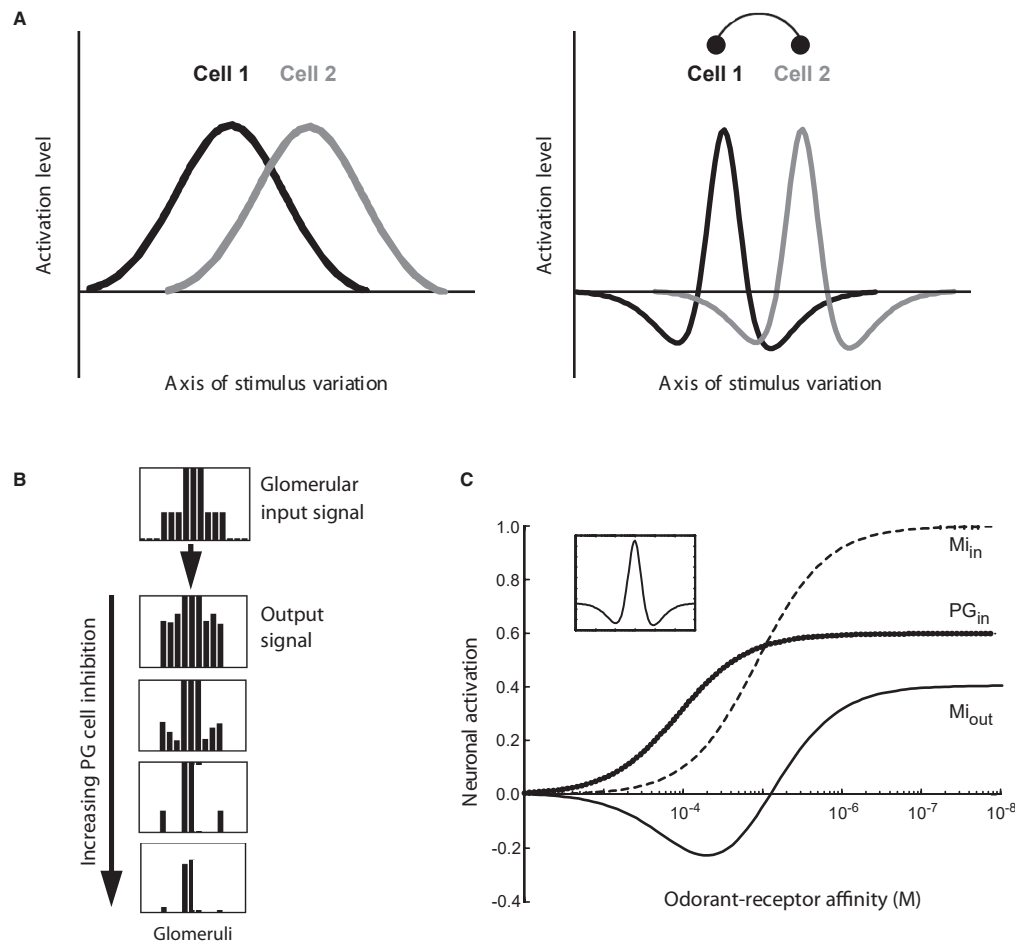 A
Cell 1
Cell 2
Activation level
Axis of stimulus variation
Cell 1
Cell 2
Activation level
Axis of stimulus variation
B
Glomerular
input signal
Output
signal
Increasing PG cell inhibition
Glomeruli
C
Neuronal activation
1.0
0.8
0.6
0.4
0.2
0.0
-0.2
-0.4
Mi_in
PG_in
Mi_out
10^-4
10^-6
10^-7
10^-8
Odorant-receptor affinity (M)